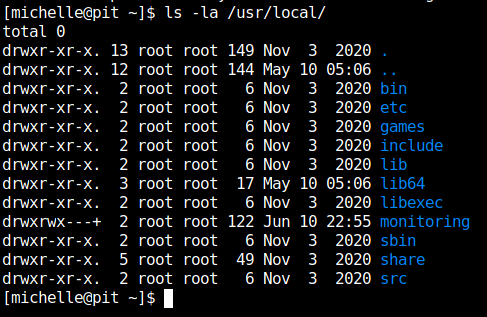 [michelle@pit ~]$ ls -la /usr/local/
total 0
drwxr-xr-x. 13 root root 149 Nov  3  2020 .
drwxr-xr-x. 12 root root 144 May 10 05:06 ..
drwxr-xr-x.  2 root root   6 Nov  3  2020 bin
drwxr-xr-x.  2 root root   6 Nov  3  2020 etc
drwxr-xr-x.  2 root root   6 Nov  3  2020 games
drwxr-xr-x.  2 root root   6 Nov  3  2020 include
drwxr-xr-x.  2 root root   6 Nov  3  2020 lib
drwxr-xr-x.  3 root root  17 May 10 05:06 lib64
drwxr-xr-x.  2 root root   6 Nov  3  2020 libexec
drwxrwx---+  2 root root 122 Jun 10 22:55 monitoring
drwxr-xr-x.  2 root root   6 Nov  3  2020 sbin
drwxr-xr-x.  5 root root  49 Nov  3  2020 share
drwxr-xr-x.  2 root root   6 Nov  3  2020 src
[michelle@pit ~]$